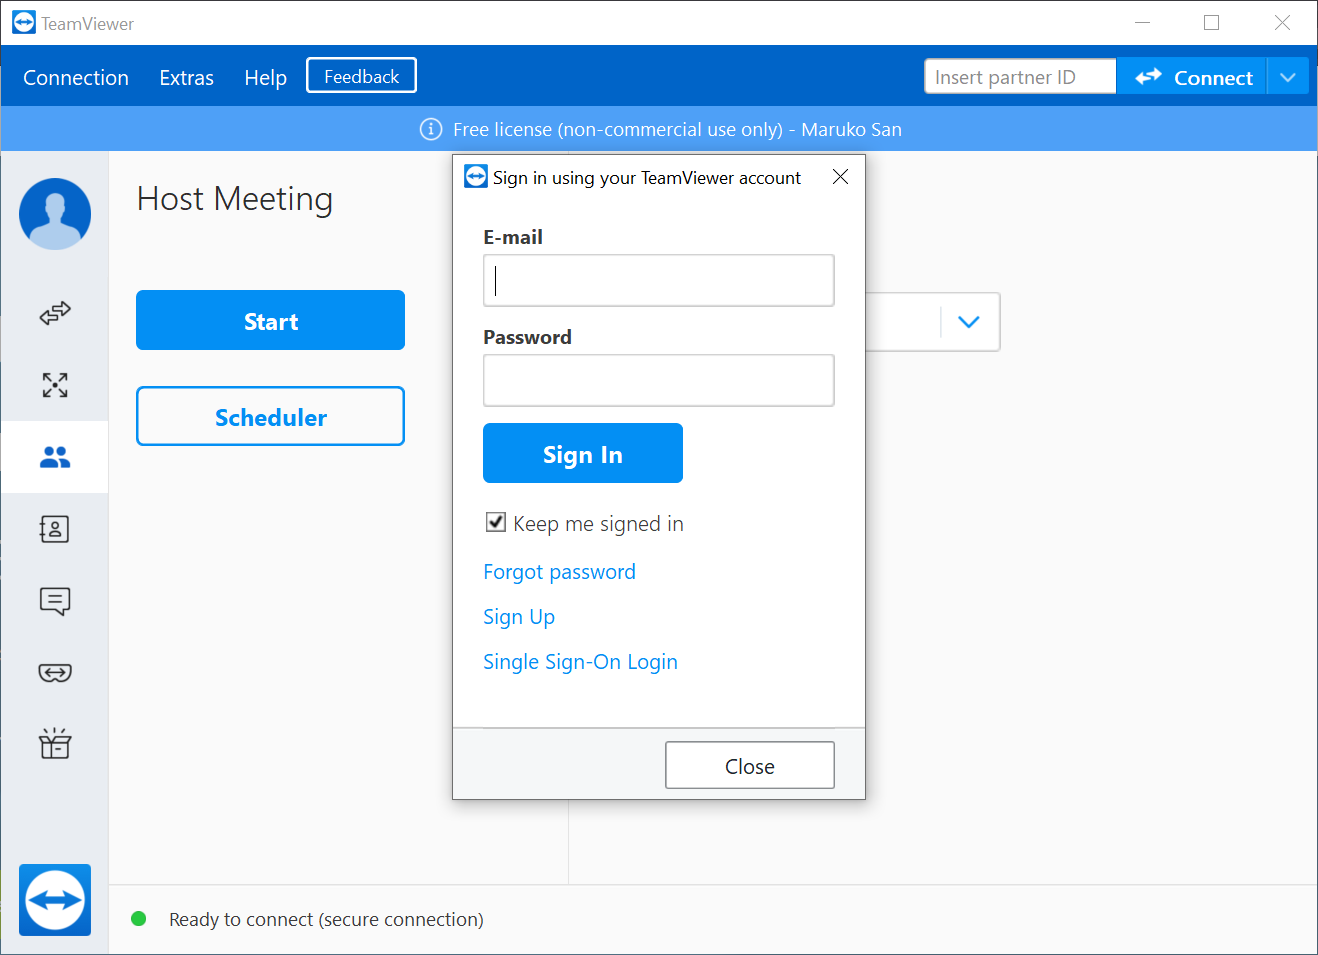 TeamViewer
Connection Extras Help Feedback Insert partner ID Connect
Free license (non-commercial use only) - Maruko San
Host Meeting
Start
Scheduler
Sign in using your TeamViewer account
E-mail
Password
Sign In
Keep me signed in
Forgot password
Sign Up
Single Sign-On Login
Close
Ready to connect (secure connection)